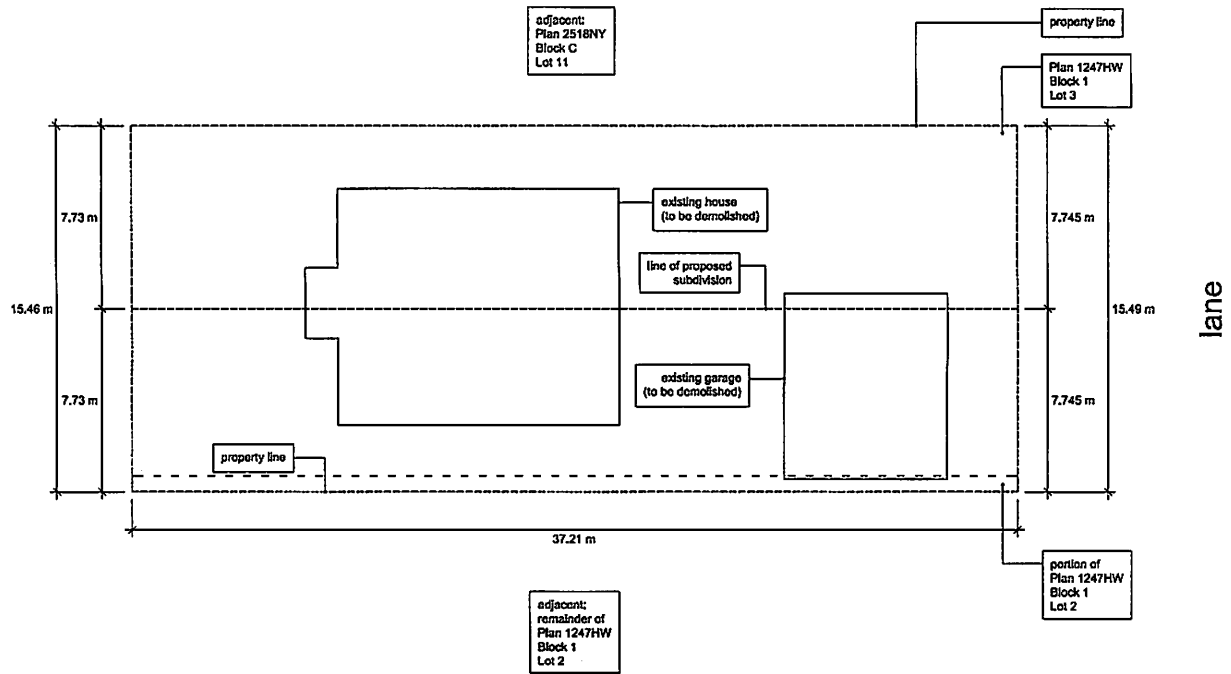 adjacent:
Plan 2518NY
Block C
Lot 11
property line
Plan 1247HW
Block 1
Lot 3
7.73 m
existing house
(to be demolished)
7.745 m
line of proposed
subdivision
15.46 m
15.49 m
lane
existing garage
(to be demolished)
7.73 m
7.745 m
property line
37.21 m
portion of
Plan 1247HW
Block 1
Lot 2
adjacent:
remainder of
Plan 1247HW
Block 1
Lot 2